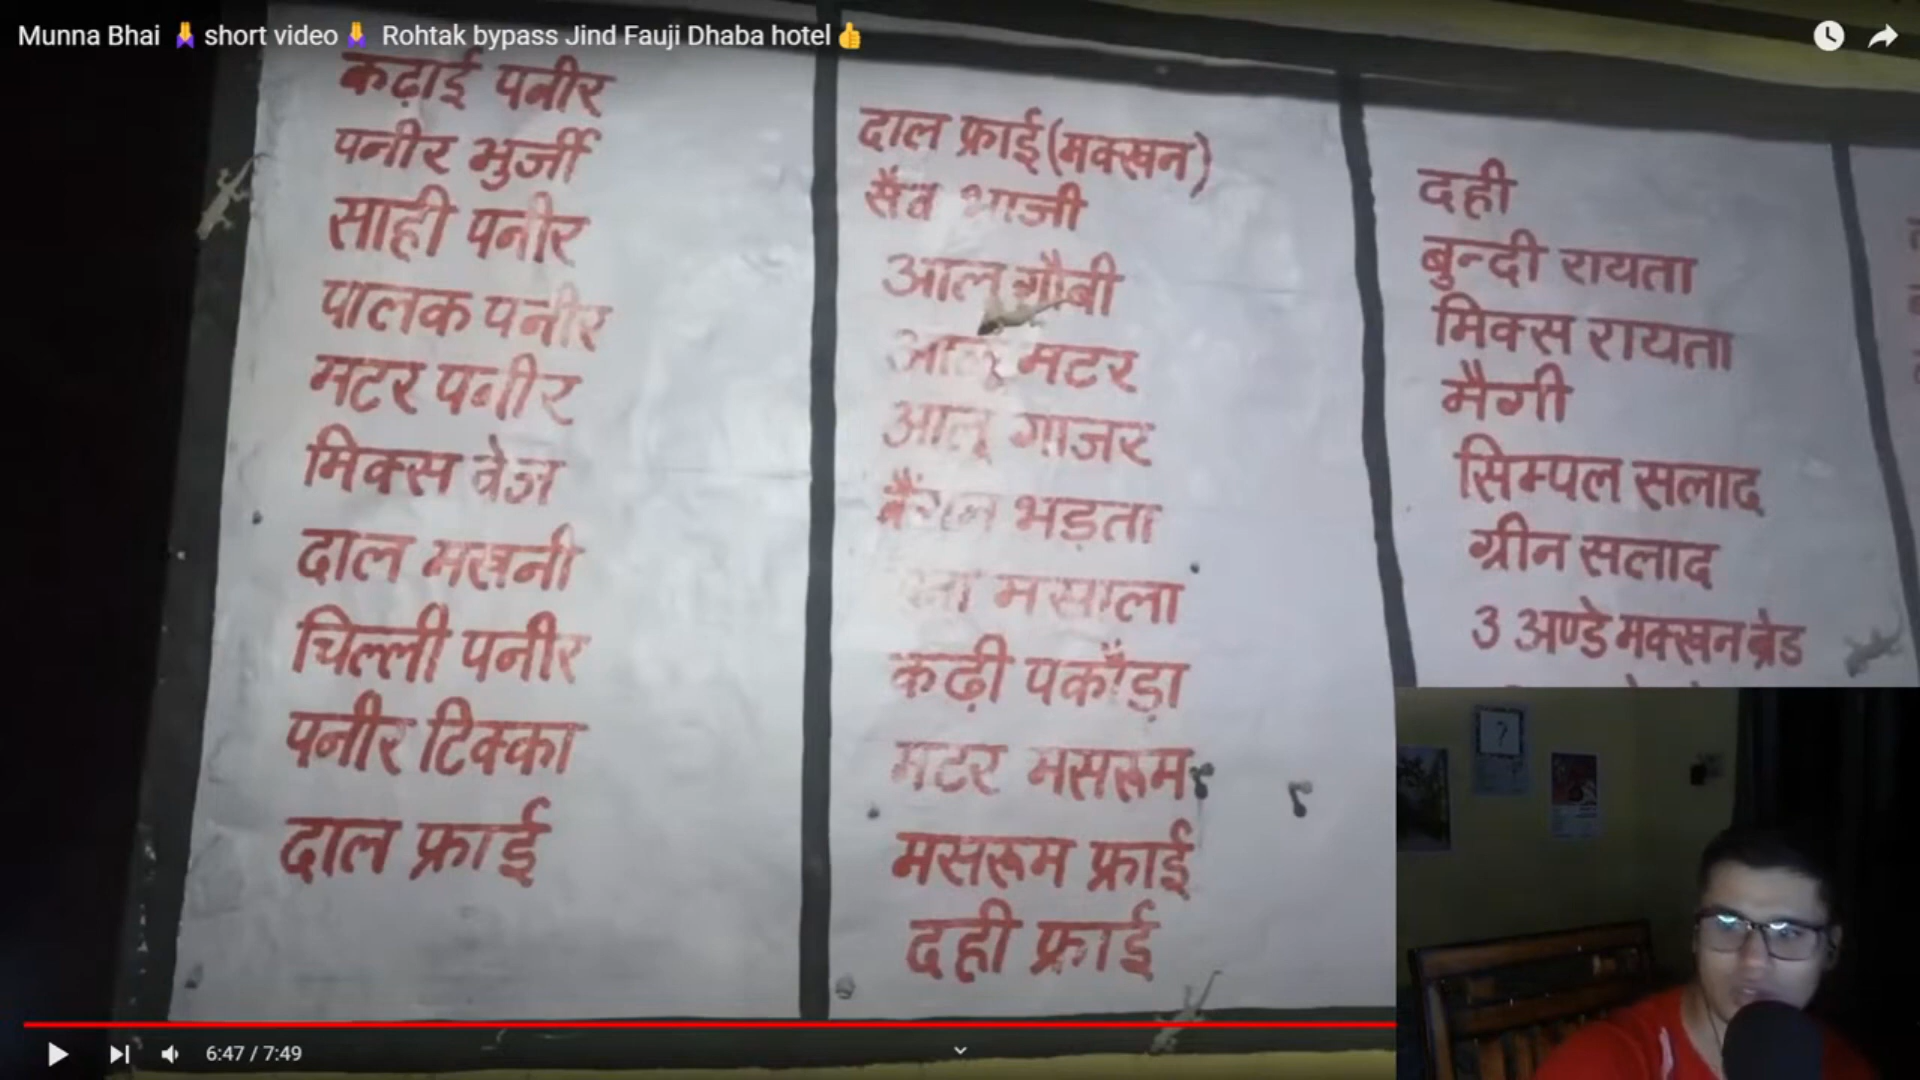 Munna Bhai 🙏 short video 🙏 Rohtak bypass Jind Fauji Dhaba hotel 👍
कढ़ाई पनीर
पनीर भुर्जी
साही पनीर
पालक पनीर
मटर पनीर
मिक्स वेज
दाल मखनी
चिल्ली पनीर
पनीर टिक्का
दाल फ्राई
दाल फ्राई (मक्खन)
सैव भाजी
आलू गौबी
आलू मटर
आलू गाजर
बैंगन भड़ता
मसाला
कढ़ी पकौड़ा
मटर मसरूम
मसरूम फ्राई
दही फ्राई
दही
बुन्दी रायता
मिक्स रायता
मैगी
सिम्पल सलाद
ग्रीन सलाद
3 अण्डे मक्खन ब्रेड
6:47 / 7:49